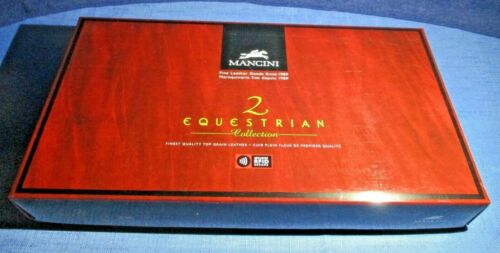 MANCINI
Fine Leather Goods Since 1989
Maroquinerie fine depuis 1989
2
EQUESTRIAN
Collection
FINEST QUALITY TOP GRAIN LEATHER • CUIR PLEIN FLEUR DE PREMIÈRE QUALITÉ
RFID
SECURE